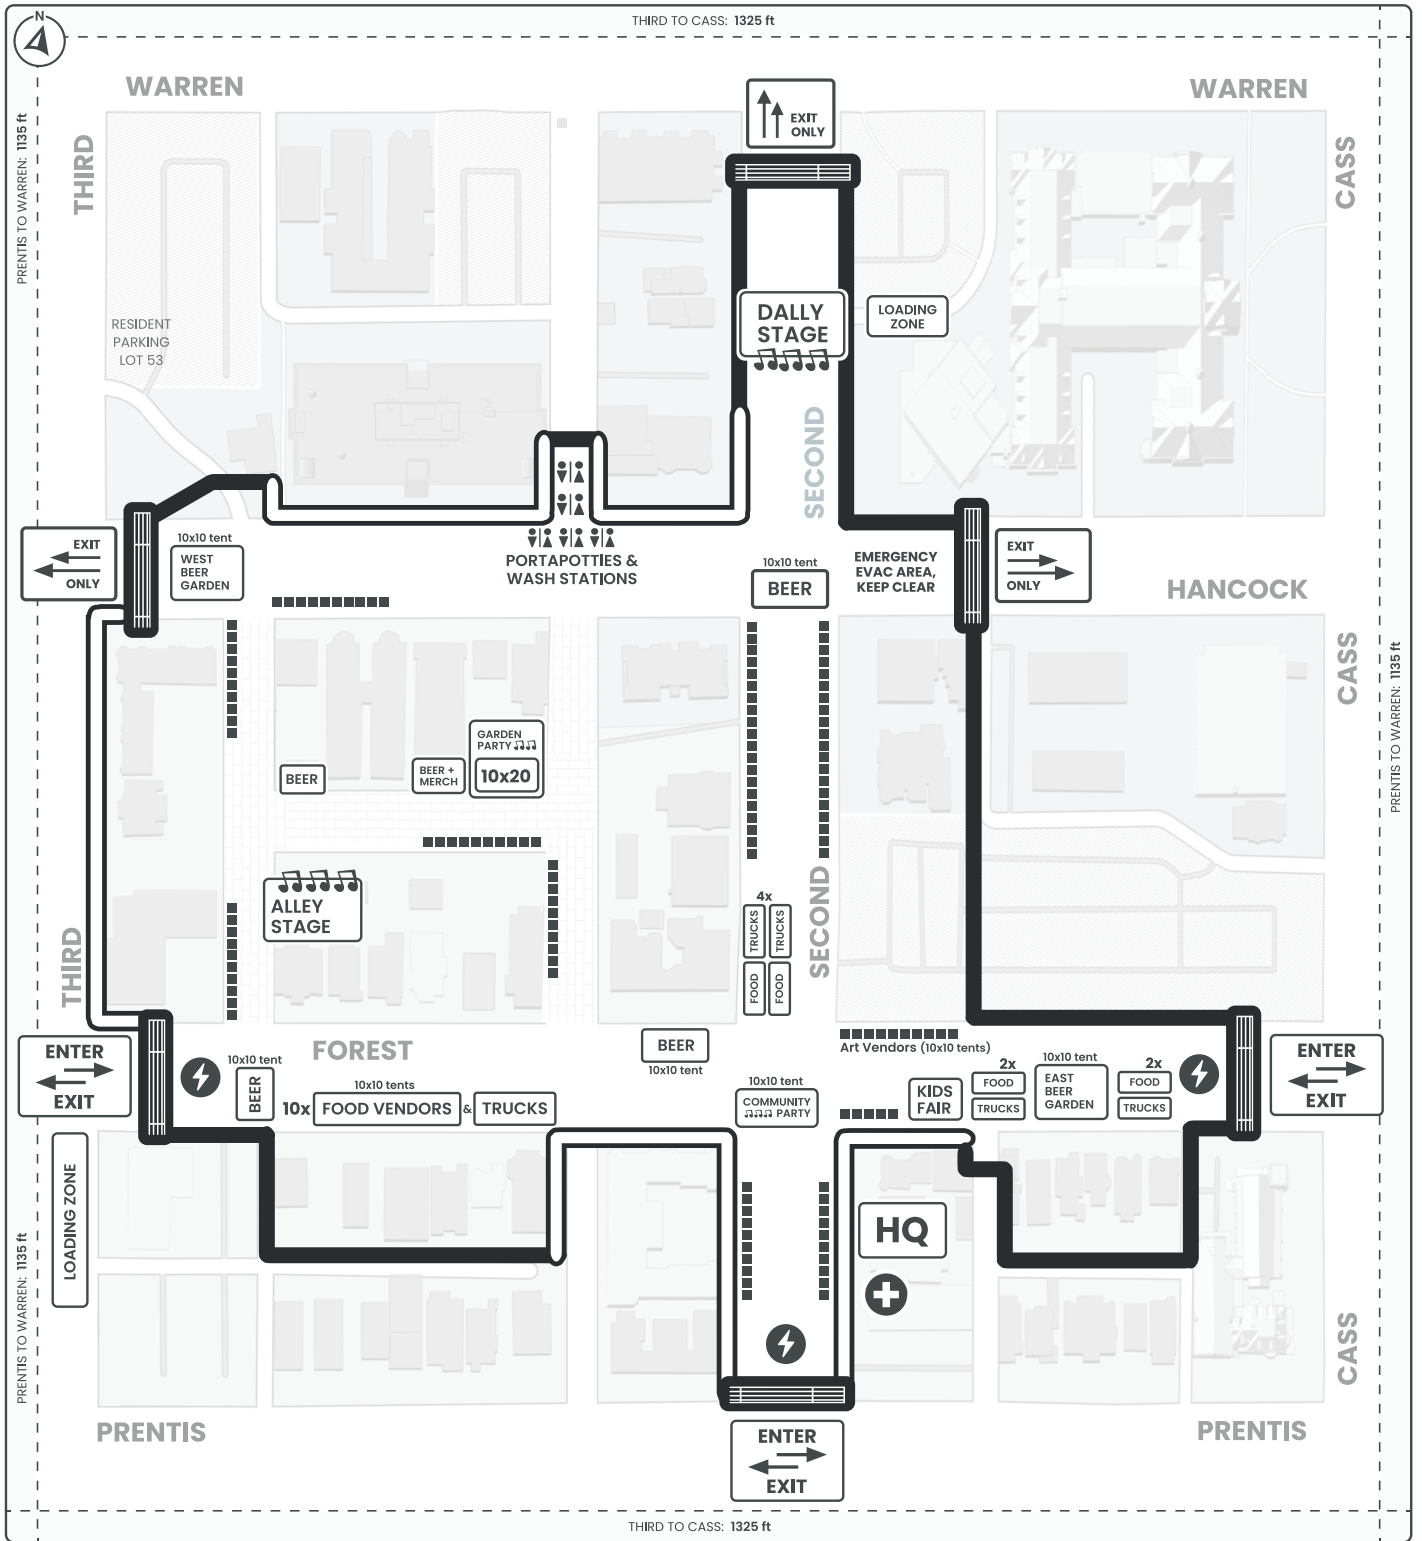 THIRD TO CASS: 1325 ft
N
WARREN
WARREN
EXIT
ONLY
PRENTIS TO WARREN: 1135 ft
THIRD
CASS
DALLY
STAGE
LOADING
ZONE
RESIDENT
PARKING
LOT 53
SECOND
EXIT
ONLY
10x10 tent
WEST
BEER
GARDEN
PORTAPOTTIES &
WASH STATIONS
10x10 tent
BEER
EMERGENCY
EVAC AREA,
KEEP CLEAR
EXIT
ONLY
HANCOCK
CASS
PRENTIS TO WARREN: 1135 ft
GARDEN
PARTY
10x20
BEER
BEER +
MERCH
ALLEY
STAGE
4x
TRUCKS
TRUCKS
FOOD
FOOD
SECOND
THIRD
ENTER
EXIT
FOREST
10x10 tent
BEER
10x10 tents
10x FOOD VENDORS & TRUCKS
BEER
10x10 tent
10x10 tent
COMMUNITY
PARTY
Art Vendors (10x10 tents)
KIDS
FAIR
2x
FOOD
TRUCKS
10x10 tent
EAST
BEER
GARDEN
2x
FOOD
TRUCKS
ENTER
EXIT
LOADING ZONE
HQ
PRENTIS TO WARREN: 1135 ft
CASS
PRENTIS
PRENTIS
ENTER
EXIT
THIRD TO CASS: 1325 ft